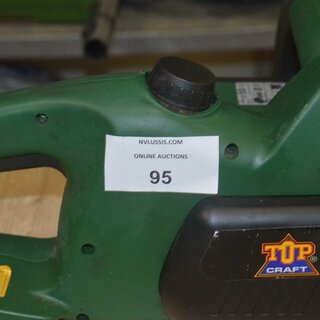 NVLUSSIS.COM
ONLINE AUCTIONS
95
TOP
CRAFT
®